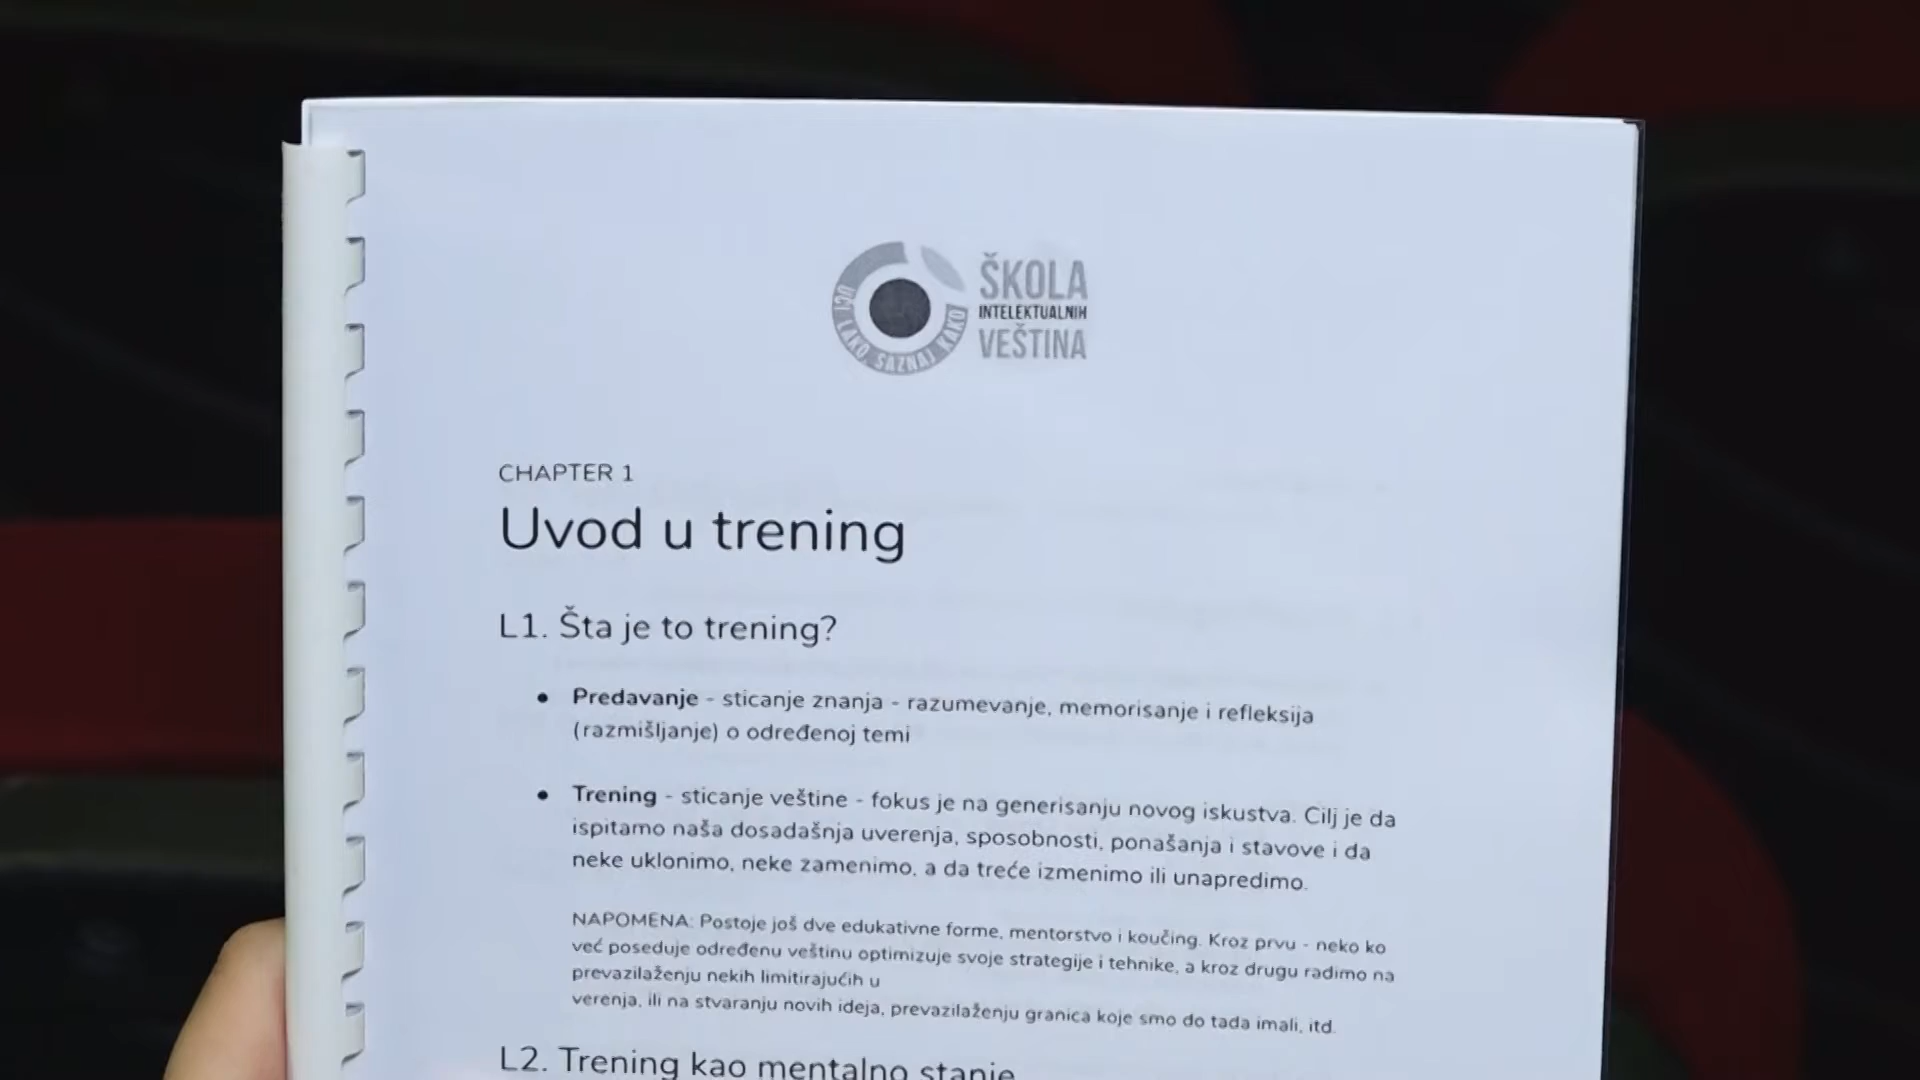 UČI LAKO, SAZNAJ KAKO
ŠKOLA
INTELEKTUALNIH
VEŠTINA
CHAPTER 1
Uvod u trening
L1. Šta je to trening?
• Predavanje - sticanje znanja - razumevanje, memorisanje i refleksija
(razmišljanje) o određenoj temi
• Trening - sticanje veštine - fokus je na generisanju novog iskustva. Cilj je da
ispitamo naša dosadašnja uverenja, sposobnosti, ponašanja i stavove i da
neke uklonimo, neke zamenimo, a da treće izmenimo ili unapredimo.
NAPOMENA: Postoje još dve edukativne forme, mentorstvo i koučing. Kroz prvu - neko ko
već poseduje određenu veštinu optimizuje svoje strategije i tehnike, a kroz drugu radimo na
prevazilaženju nekih limitirajućih u
verenja, ili na stvaranju novih ideja, prevazilaženju granica koje smo do tada imali, itd.
L2. Trening kao mentalno stanje